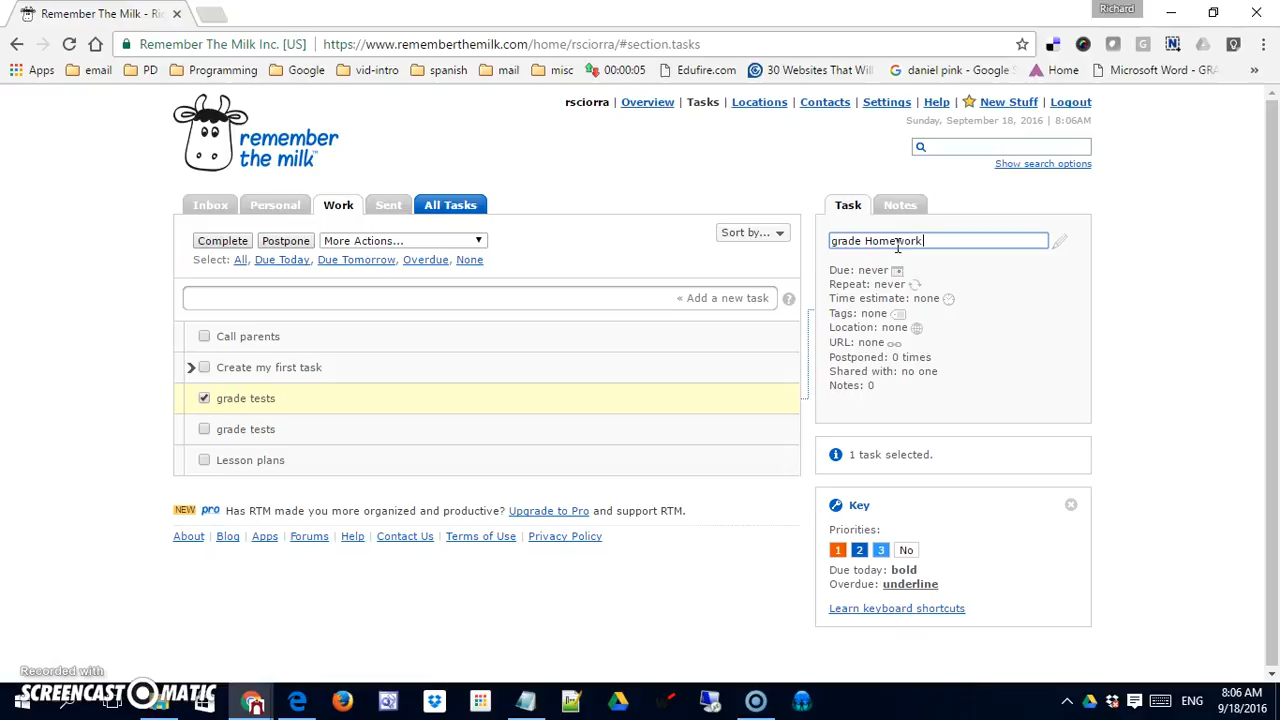 Remember The Milk - Ri
Richard
Remember The Milk Inc. [US]
https://www.rememberthemilk.com/home/rsciorra/#section.tasks
Apps
email
PD
Programming
Google
vid-intro
spanish
mail
misc
00:00:05
Edufire.com
30 Websites That Wil
daniel pink - Google S
Home
Microsoft Word - GRA
»
rsciorra | Overview | Tasks | Locations | Contacts | Settings | Help | New Stuff | Logout
Sunday, September 18, 2016 | 8:06AM
remember
the milk™
Show search options
Inbox
Personal
Work
Sent
All Tasks
Task
Notes
Complete
Postpone
More Actions...
Sort by...
Select: All, Due Today, Due Tomorrow, Overdue, None
« Add a new task
Call parents
Create my first task
grade tests
grade tests
Lesson plans
grade Homework
Due: never
Repeat: never
Time estimate: none
Tags: none
Location: none
URL: none
Postponed: 0 times
Shared with: no one
Notes: 0
1 task selected.
Key
Priorities:
1 2 3 No
Due today: bold
Overdue: underline
Learn keyboard shortcuts
NEW pro Has RTM made you more organized and productive? Upgrade to Pro and support RTM.
About | Blog | Apps | Forums | Help | Contact Us | Terms of Use | Privacy Policy
Recorded with
SCREENCAST MATIC
ENG
8:06 AM
9/18/2016